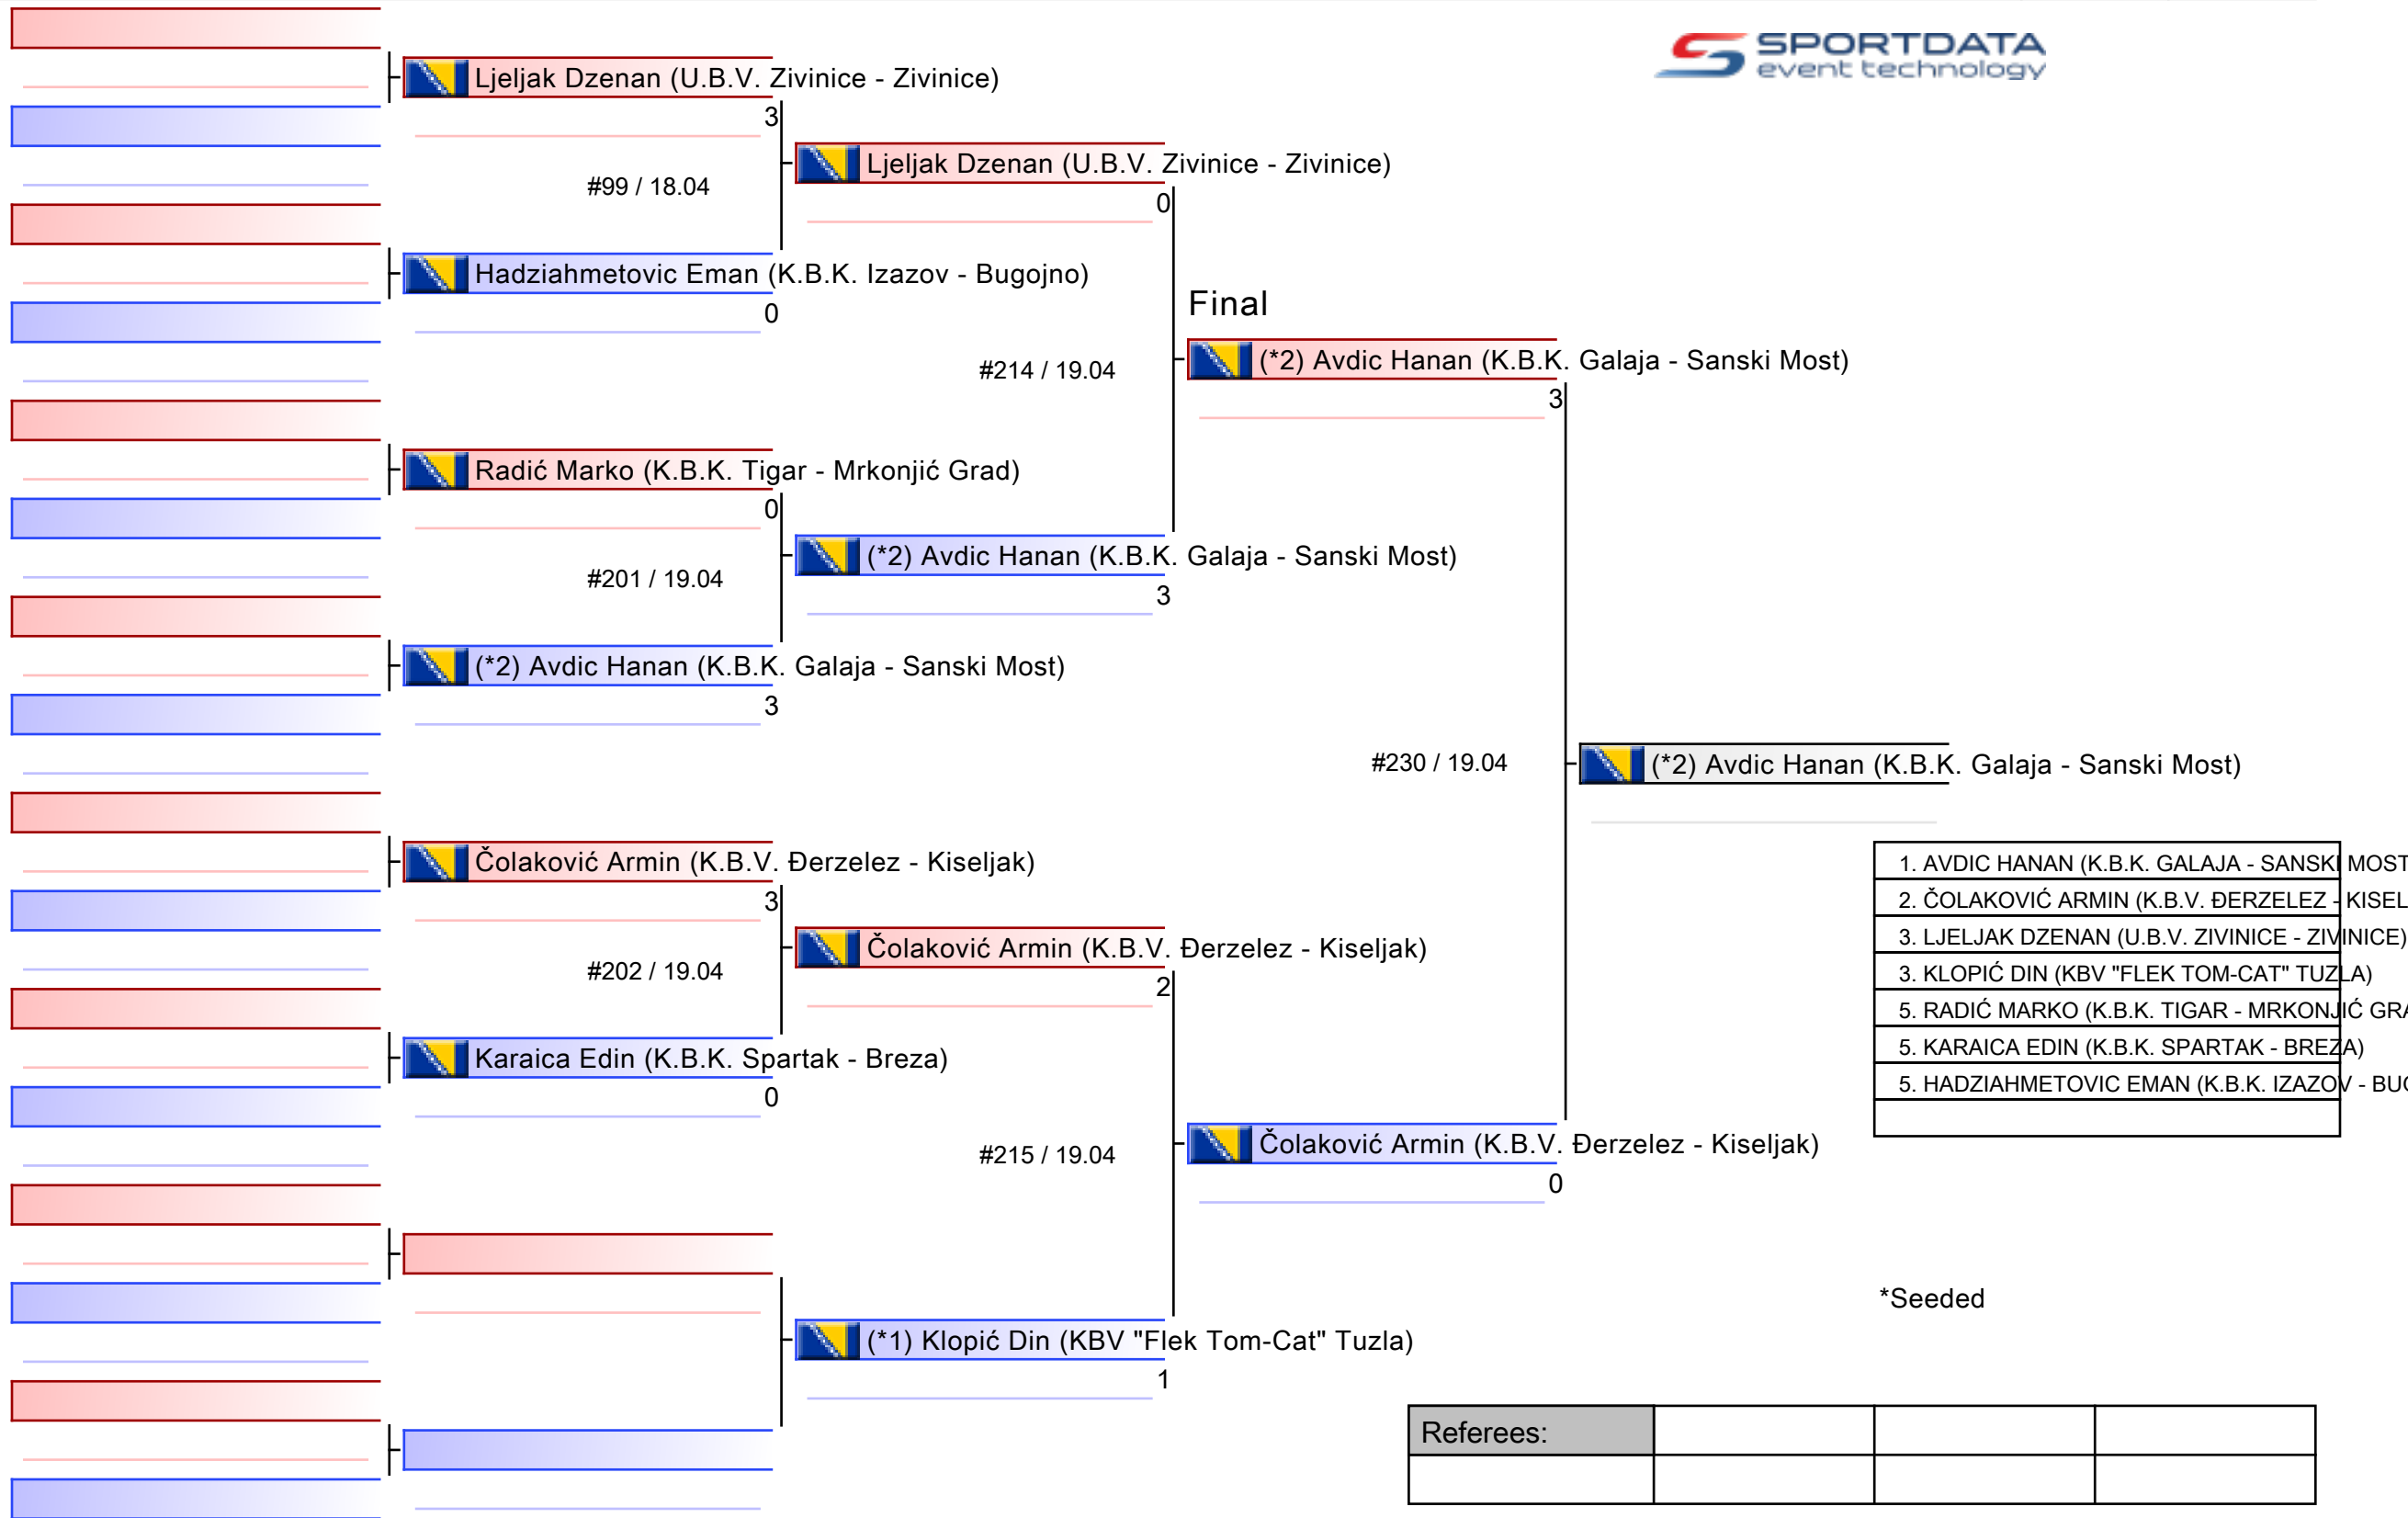 SPORTDATA
event technology
Ljeljak Dzenan (U.B.V. Zivinice - Zivinice)
3
Ljeljak Dzenan (U.B.V. Zivinice - Zivinice)
#99 / 18.04
0
Hadziahmetovic Eman (K.B.K. Izazov - Bugojno)
0
Final
(*2) Avdic Hanan (K.B.K. Galaja - Sanski Most)
#214 / 19.04
3
Radić Marko (K.B.K. Tigar - Mrkonjić Grad)
0
(*2) Avdic Hanan (K.B.K. Galaja - Sanski Most)
#201 / 19.04
3
(*2) Avdic Hanan (K.B.K. Galaja - Sanski Most)
3
#230 / 19.04
(*2) Avdic Hanan (K.B.K. Galaja - Sanski Most)
Čolaković Armin (K.B.V. Đerzelez - Kiseljak)
3
Čolaković Armin (K.B.V. Đerzelez - Kiseljak)
#202 / 19.04
2
Karaica Edin (K.B.K. Spartak - Breza)
0
1. AVDIC HANAN (K.B.K. GALAJA - SANSKI MOST
2. ČOLAKOVIĆ ARMIN (K.B.V. ĐERZELEZ - KISEL
3. LJELJAK DZENAN (U.B.V. ZIVINICE - ZIVINICE)
3. KLOPIĆ DIN (KBV "FLEK TOM-CAT" TUZLA)
5. RADIĆ MARKO (K.B.K. TIGAR - MRKONJIĆ GRA
5. KARAICA EDIN (K.B.K. SPARTAK - BREZA)
5. HADZIAHMETOVIC EMAN (K.B.K. IZAZOV - BUG
Čolaković Armin (K.B.V. Đerzelez - Kiseljak)
#215 / 19.04
0
*Seeded
(*1) Klopić Din (KBV "Flek Tom-Cat" Tuzla)
1
Referees: